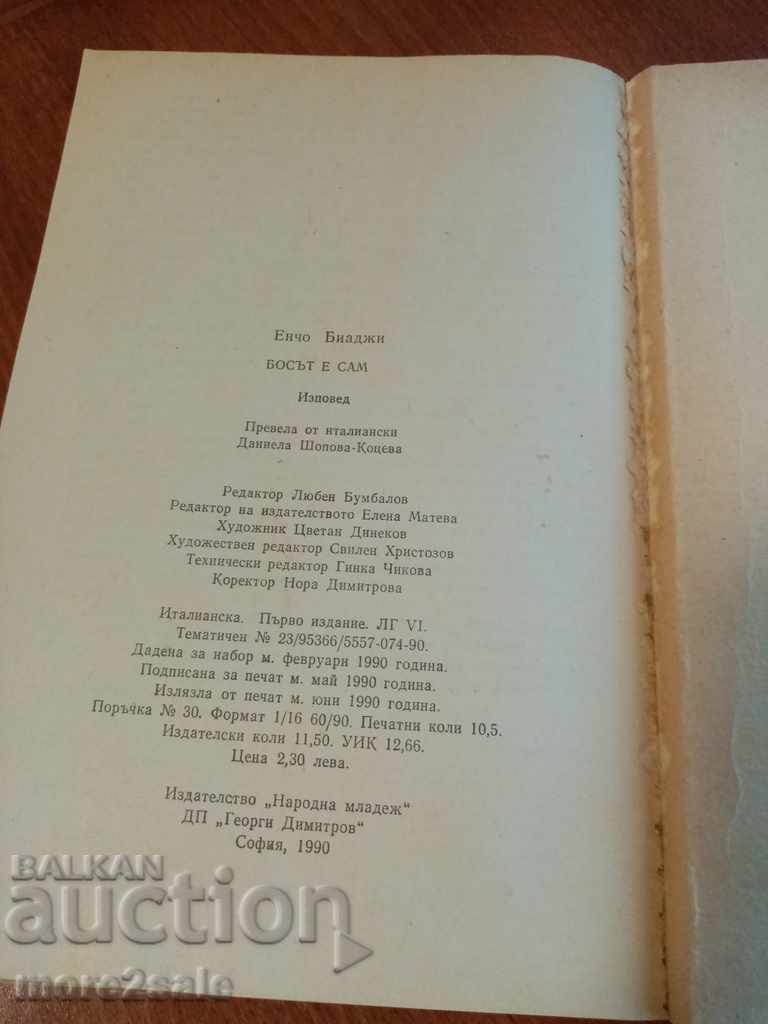 Енчо Биаджи
БОСЪТ Е САМ
Изповед
Превела от италиански
Даниела Шопова-Коцева
Редактор Любен Бумбалов
Редактор на издателството Елена Матева
Художник Цветан Динеков
Художествен редактор Свилен Христозов
Технически редактор Гинка Чикова
Коректор Нора Димитрова
Италианска. Първо издание. ЛГ VI.
Тематичен № 23/95366/5557-074-90.
Дадена за набор м. февруари 1990 година.
Подписана за печат м. май 1990 година.
Излязла от печат м. юни 1990 година.
Поръчка № 30. Формат 1/16 60/90. Печатни коли 10,5.
Издателски коли 11,50. УИК 12,66.
Цена 2,30 лева.
Издателство „Народна младеж“
ДП „Георги Димитров“
София, 1990
BALKAN
auction
more2sale